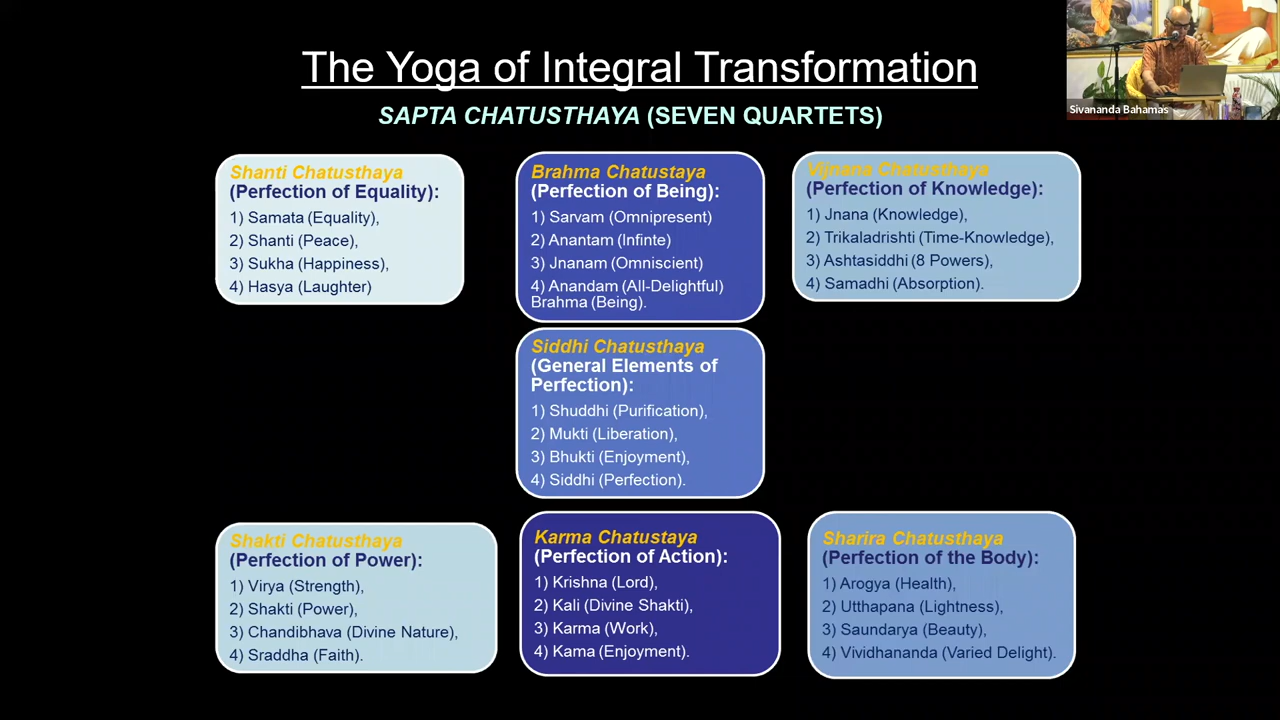 The Yoga of Integral Transformation
SAPTA CHATUSTHAYA (SEVEN QUARTETS)
Sivananda Bahamas
Shanti Chatusthaya
(Perfection of Equality):
1) Samata (Equality),
2) Shanti (Peace),
3) Sukha (Happiness),
4) Hasya (Laughter)
Brahma Chatustaya
(Perfection of Being):
1) Sarvam (Omnipresent)
2) Anantam (Infinte)
3) Jnanam (Omniscient)
4) Anandam (All-Delightful)
Brahma (Being).
Vijnana Chatusthaya
(Perfection of Knowledge):
1) Jnana (Knowledge),
2) Trikaladrishti (Time-Knowledge),
3) Ashtasiddhi (8 Powers),
4) Samadhi (Absorption).
Siddhi Chatusthaya
(General Elements of
Perfection):
1) Shuddhi (Purification),
2) Mukti (Liberation),
3) Bhukti (Enjoyment),
4) Siddhi (Perfection).
Shakti Chatusthaya
(Perfection of Power):
1) Virya (Strength),
2) Shakti (Power),
3) Chandibhava (Divine Nature),
4) Sraddha (Faith).
Karma Chatustaya
(Perfection of Action):
1) Krishna (Lord),
2) Kali (Divine Shakti),
3) Karma (Work),
4) Kama (Enjoyment).
Sharira Chatusthaya
(Perfection of the Body):
1) Arogya (Health),
2) Utthapana (Lightness),
3) Saundarya (Beauty),
4) Vividhananda (Varied Delight).